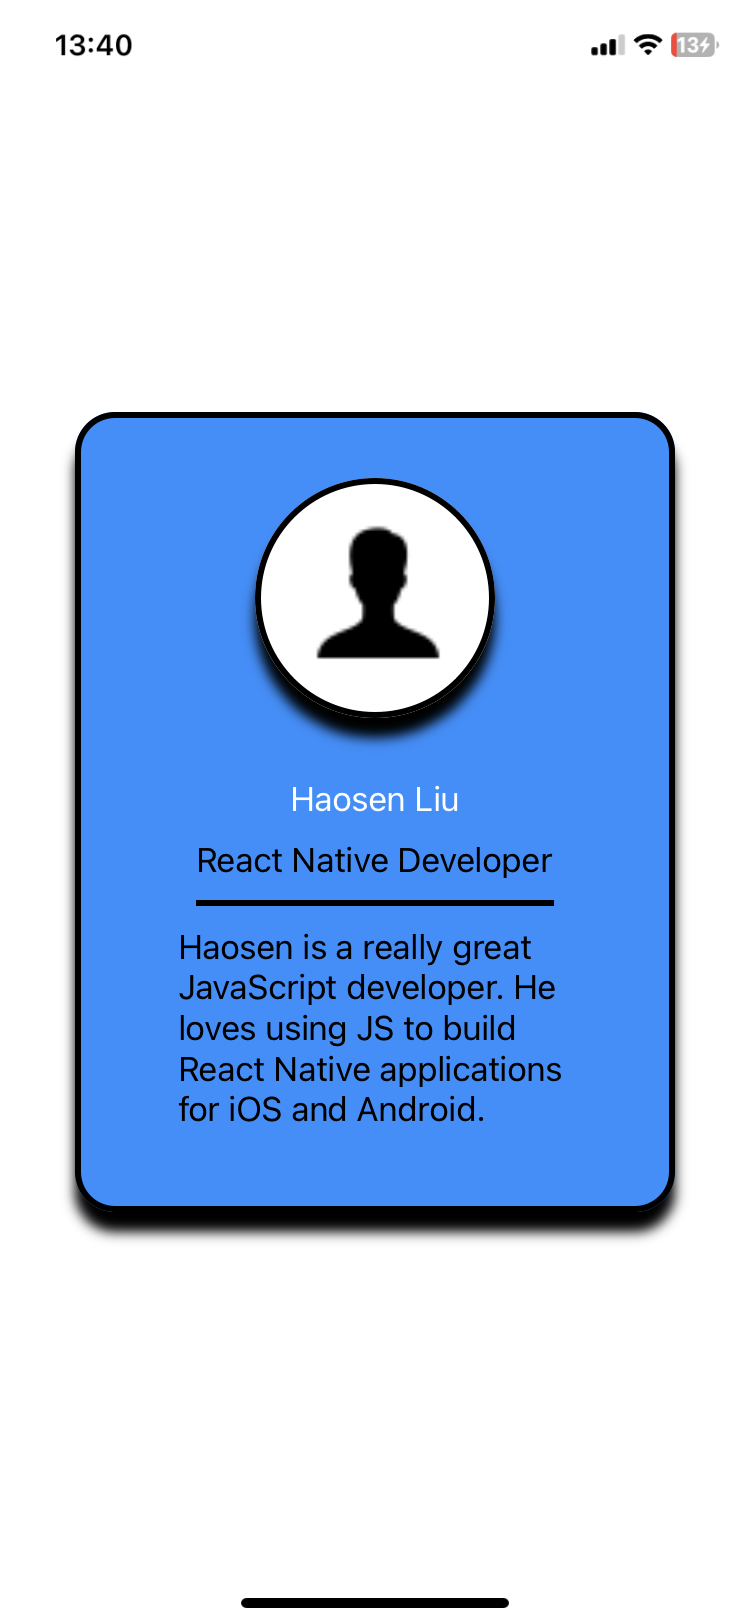 13:40
13
Haosen Liu
React Native Developer
Haosen is a really great
JavaScript developer. He
loves using JS to build
React Native applications
for iOS and Android.